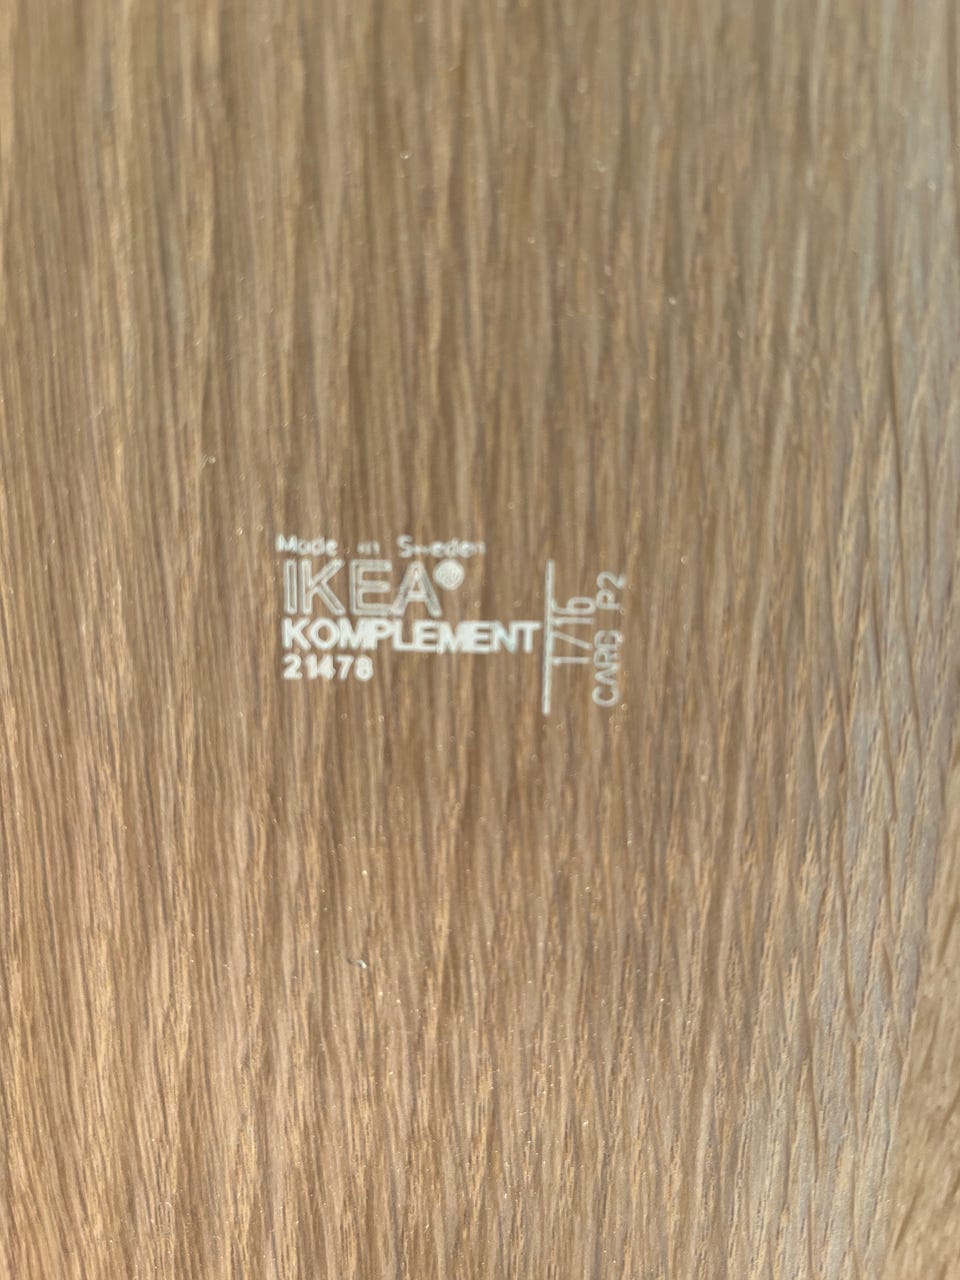 Made in Sweden
IKEA®
KOMPLEMENT
21478
1716
CARB P2